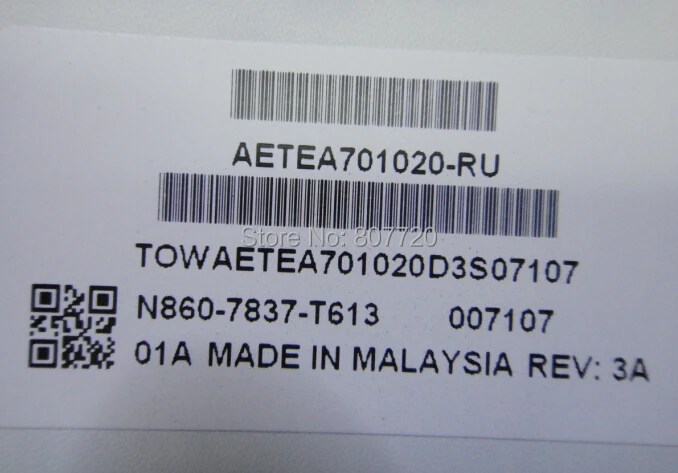 AETEA701020-RU
Store No: 807720
TOWAETEA701020D3S07107
N860-7837-T613 007107
01A MADE IN MALAYSIA REV: 3A